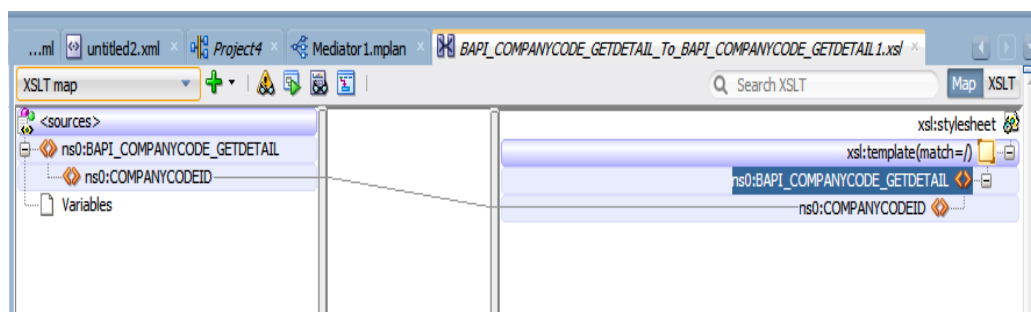 ...ml untitled2.xml Project4 Mediator1.mplan BAPI_COMPANYCODE_GETDETAIL_To_BAPI_COMPANYCODE_GETDETAIL1.xsl
XSLT map Search XSLT Map XSLT
<sources> xsl:stylesheet
ns0:BAPI_COMPANYCODE_GETDETAIL xsl:template(match=/)
ns0:COMPANYCODEID ns0:BAPI_COMPANYCODE_GETDETAIL
Variables ns0:COMPANYCODEID